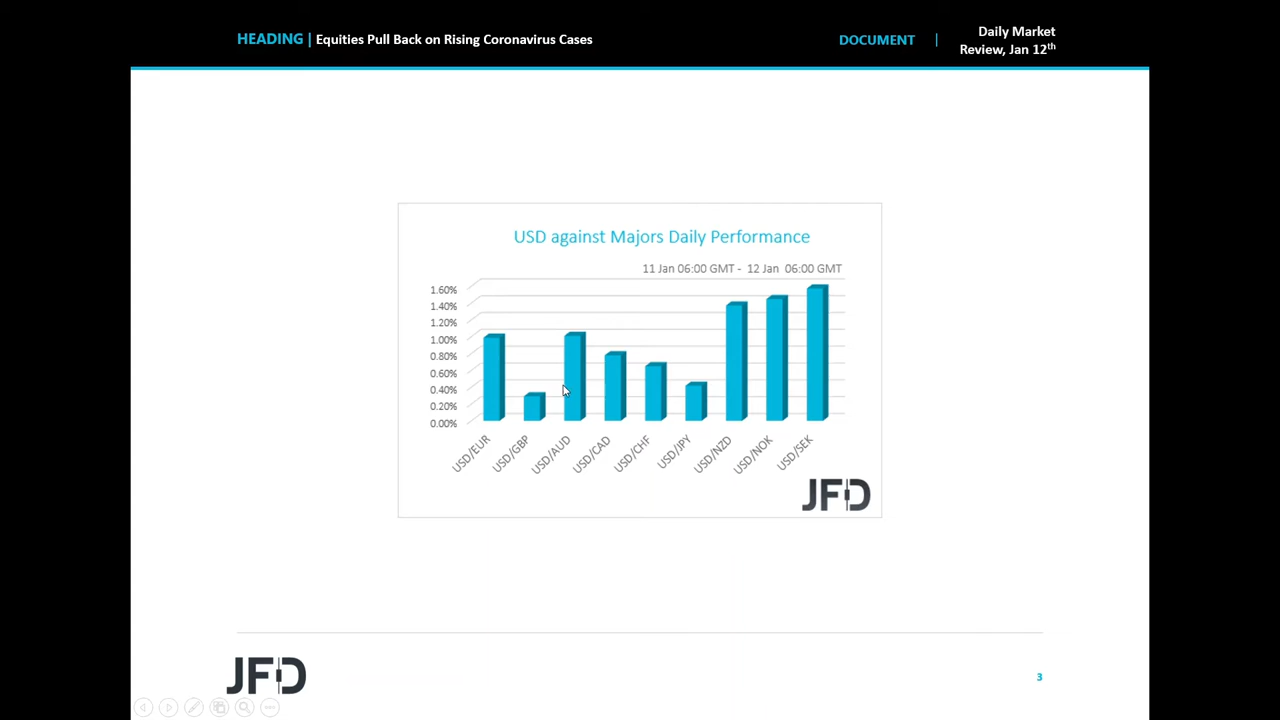 HEADING | Equities Pull Back on Rising Coronavirus Cases
DOCUMENT |
Daily Market
Review, Jan 12th
USD against Majors Daily Performance
11 Jan 06:00 GMT - 12 Jan 06:00 GMT
1.60%
1.40%
1.20%
1.00%
0.80%
0.60%
0.40%
0.20%
0.00%
USD/EUR
USD/GBP
USD/AUD
USD/CAD
USD/CHF
USD/JPY
USD/NZD
USD/NOK
USD/SEK
JFD
JFD
3